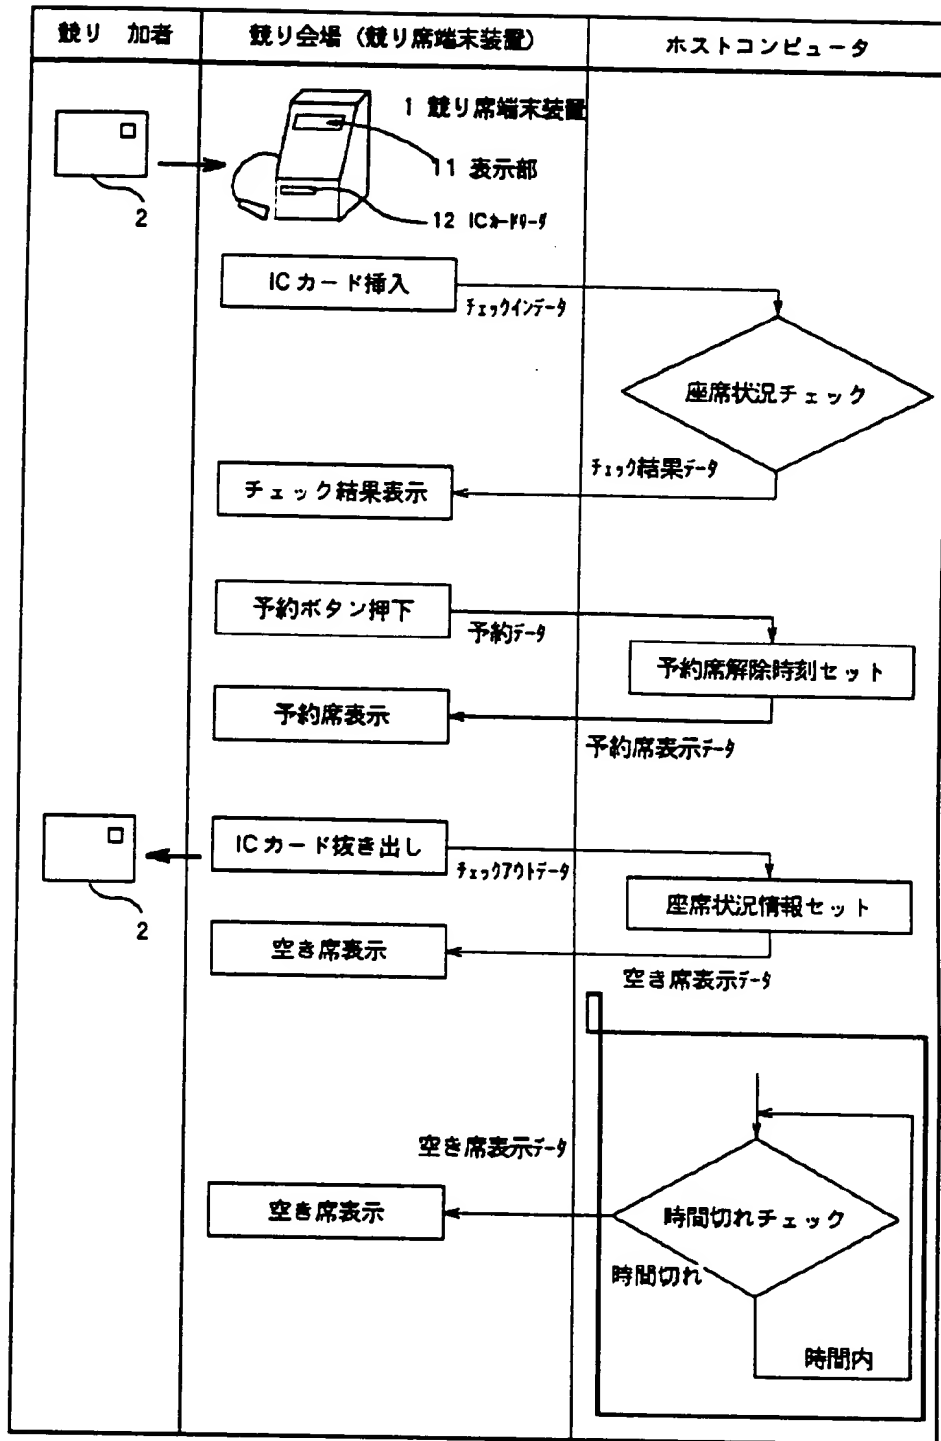 競り 加者
競り会場（競り席端末装置）
ホストコンピュータ
1 競り席端末装置
11 表示部
12 ICカードリーダ
2
ICカード挿入
チェックインデータ
座席状況チェック
チェック結果データ
チェック結果表示
予約ボタン押下
予約データ
予約席解除時刻セット
予約席表示
予約席表示データ
ICカード抜き出し
チェックアウトデータ
2
座席状況情報セット
空き席表示
空き席表示データ
空き席表示データ
空き席表示
時間切れチェック
時間切れ
時間内